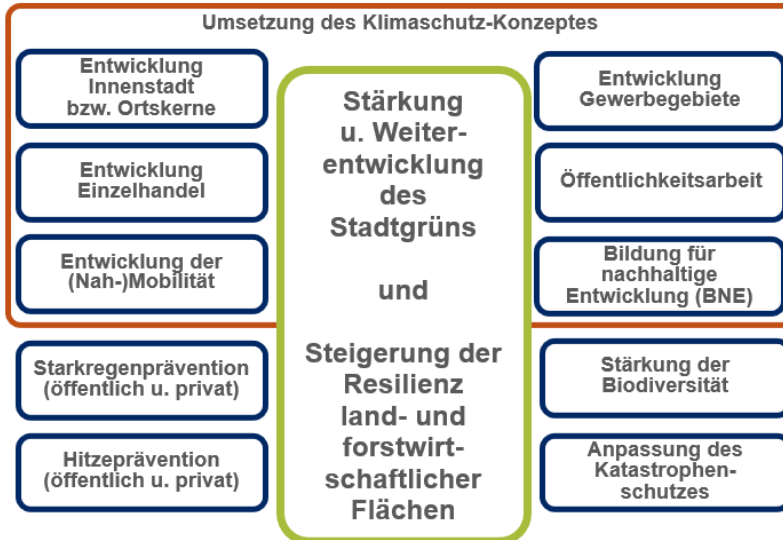 Umsetzung des Klimaschutz-Konzeptes
Entwicklung
Innenstadt
bzw. Ortskerne
Entwicklung
Einzelhandel
Entwicklung der
(Nah-)Mobilität
Starkregenprävention
(öffentlich u. privat)
Hitzeprävention
(öffentlich u. privat)
Stärkung
u. Weiter-
entwicklung
des
Stadtgrüns
und
Steigerung der
Resilienz
land- und
forstwirt-
schaftlicher
Flächen
Entwicklung
Gewerbegebiete
Öffentlichkeitsarbeit
Bildung für
nachhaltige
Entwicklung (BNE)
Stärkung der
Biodiversität
Anpassung des
Katastrophen-
schutzes